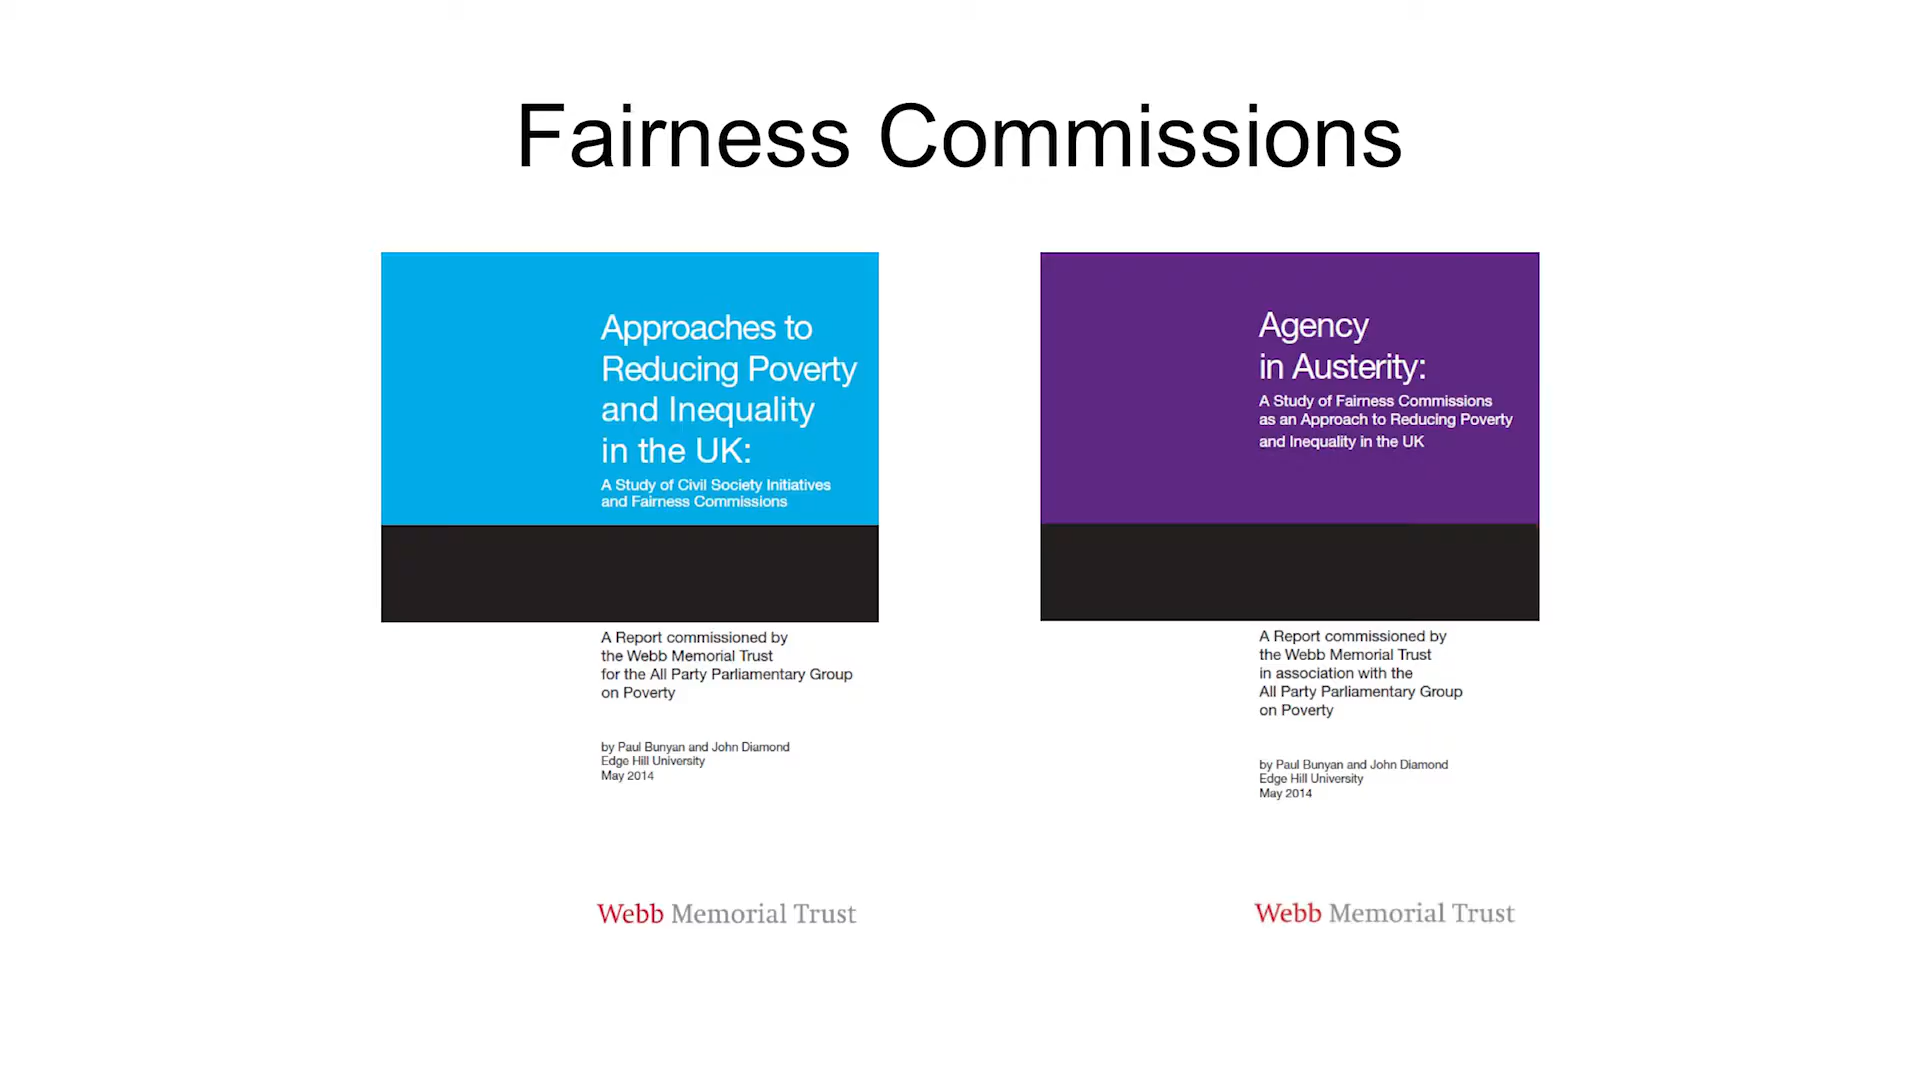 Fairness Commissions
Approaches to
Reducing Poverty
and Inequality
in the UK:
A Study of Civil Society Initiatives
and Fairness Commissions
A Report commissioned by
the Webb Memorial Trust
for the All Party Parliamentary Group
on Poverty
by Paul Bunyan and John Diamond
Edge Hill University
May 2014
Webb Memorial Trust
Agency
in Austerity:
A Study of Fairness Commissions
as an Approach to Reducing Poverty
and Inequality in the UK
A Report commissioned by
the Webb Memorial Trust
in association with the
All Party Parliamentary Group
on Poverty
by Paul Bunyan and John Diamond
Edge Hill University
May 2014
Webb Memorial Trust